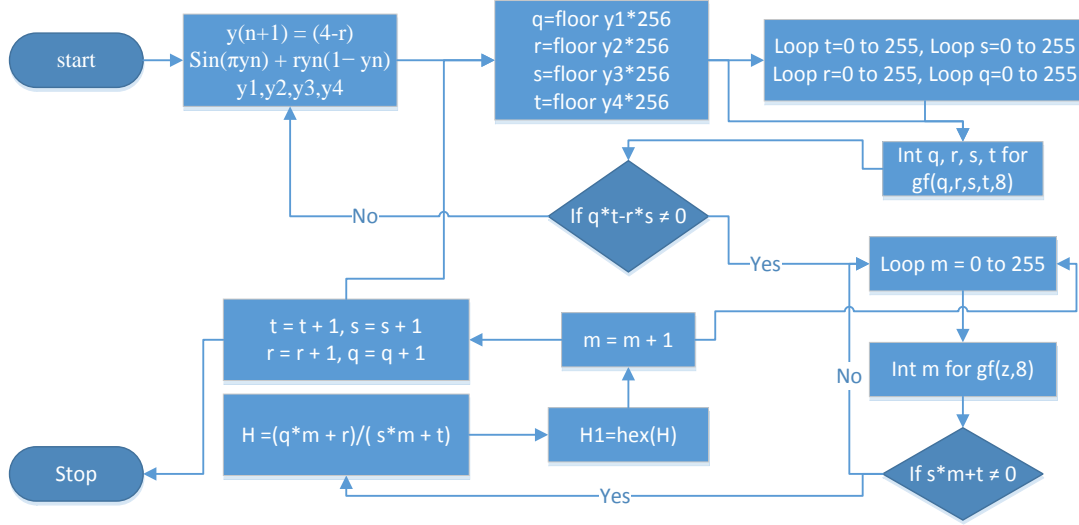 start
y(n+1) = (4-r)
Sin(πyn) + ryn(1− yn)
y1,y2,y3,y4
q=floor y1*256
r=floor y2*256
s=floor y3*256
t=floor y4*256
Loop t=0 to 255, Loop s=0 to 255
Loop r=0 to 255, Loop q=0 to 255
Int q, r, s, t for
gf(q,r,s,t,8)
If q*t-r*s ≠ 0
No
Yes
Loop m = 0 to 255
t = t + 1, s = s + 1
r = r + 1, q = q + 1
m = m + 1
Int m for gf(z,8)
No
H =(q*m + r)/( s*m + t)
H1=hex(H)
If s*m+t ≠ 0
Yes
Stop